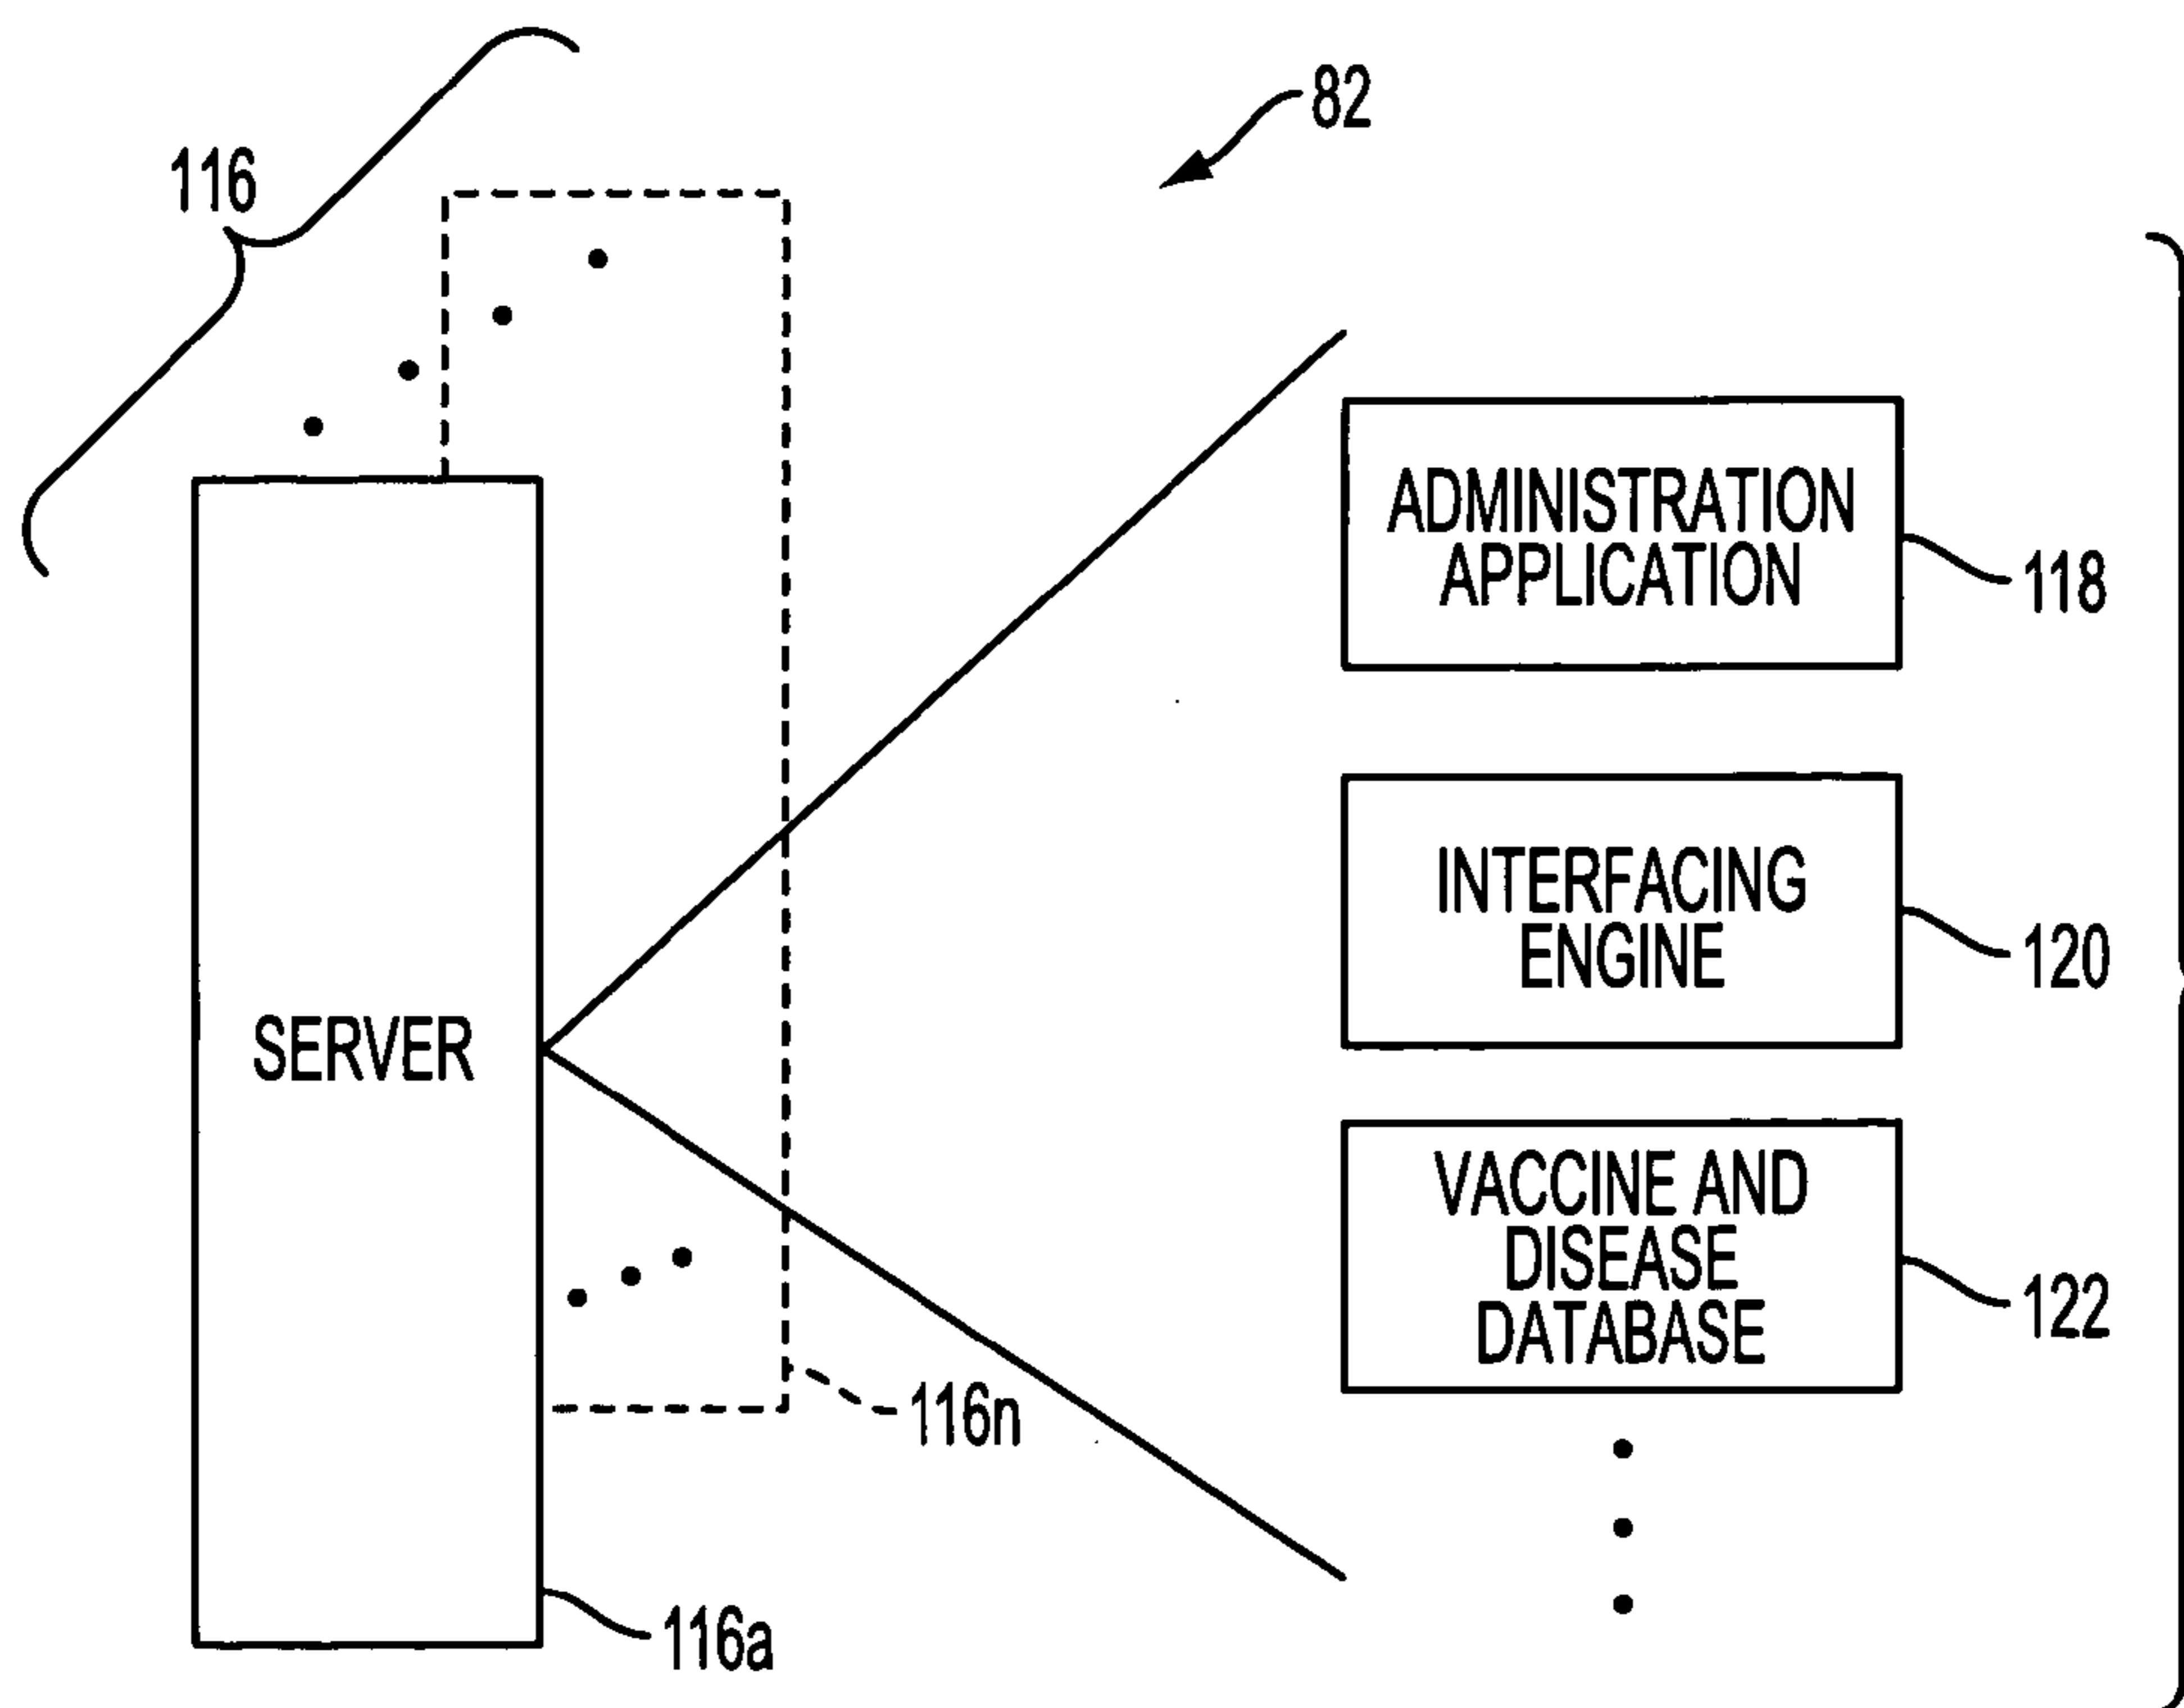 82
116
ADMINISTRATION
APPLICATION
118
INTERFACING
ENGINE
120
SERVER
VACCINE AND
DISEASE
DATABASE
122
116n
116a